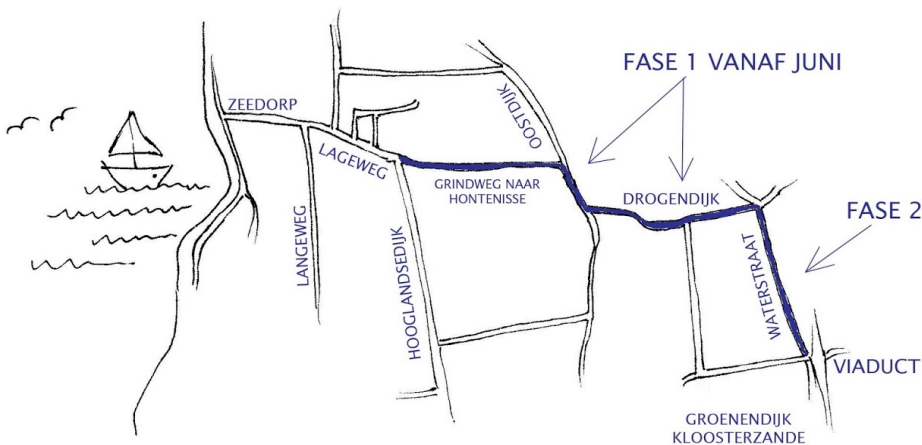 FASE 1 VANAF JUNI
ZEEDORP
OOSTDIJK
LAGEWEG
GRINDWEG NAAR
HONTENISSE
DROGENDIJK
FASE 2
LANGEWEG
HOOGLANDSEDIJK
WATERSTRAAT
VIADUCT
GROENENDIJK
KLOOSTERZANDE